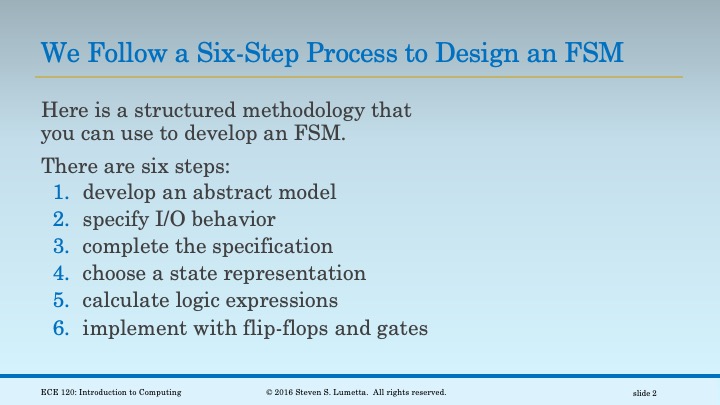 We Follow a Six-Step Process to Design an FSM
Here is a structured methodology that
you can use to develop an FSM.
There are six steps:
1. develop an abstract model
2. specify I/O behavior
3. complete the specification
4. choose a state representation
5. calculate logic expressions
6. implement with flip-flops and gates
ECE 120: Introduction to Computing
© 2016 Steven S. Lumetta. All rights reserved.
slide 2